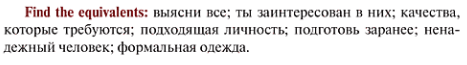 Find the equivalents: выясни все; ты заинтересован в них; качества,
которые требуются; подходящая личность; подготовь заранее; нена-
дежный человек; формальная одежда.